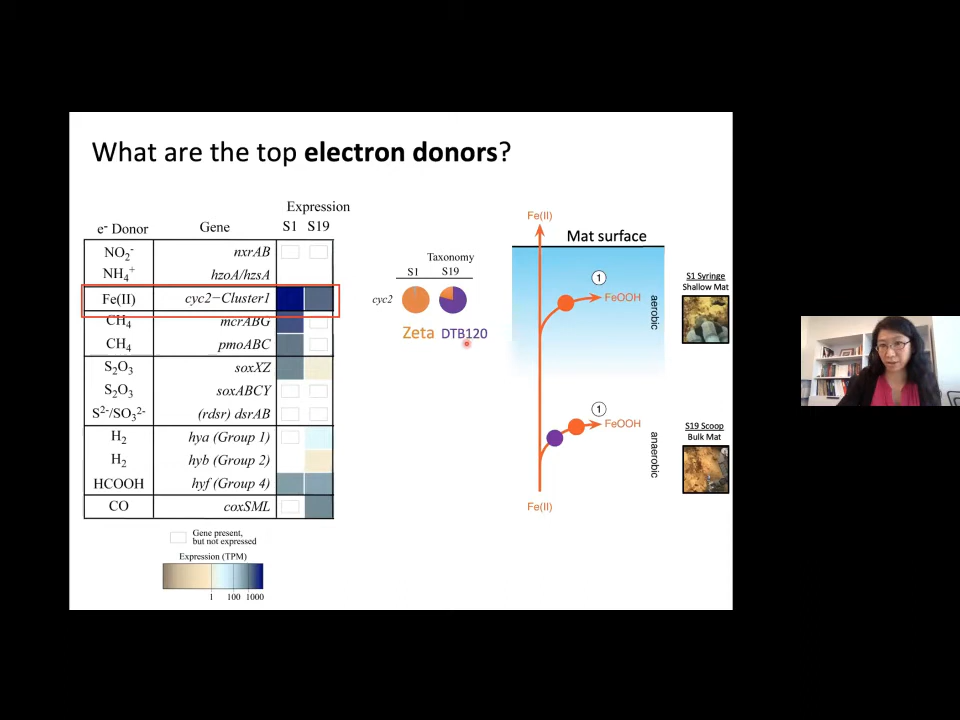 What are the top electron donors?
Expression
e- Donor Gene S1 S19
NO2- nxrAB
NH4+ hzoA/hzsA
Fe(II) cyc2−Cluster1
CH4 mcrABG
CH4 pmoABC
S2O3 soxXZ
S2O3 soxABCY
S2-/SO32- (rdsr) dsrAB
H2 hya (Group 1)
H2 hyb (Group 2)
HCOOH hyf (Group 4)
CO coxSML
Gene present,
but not expressed
Expression (TPM)
1 100 1000
Taxonomy
S1 S19
cyc2
Zeta DTB120
Fe(II)
Mat surface
1
FeOOH
aerobic
1
FeOOH
anaerobic
Fe(II)
S1 Syringe
Shallow Mat
S19 Scoop
Bulk Mat